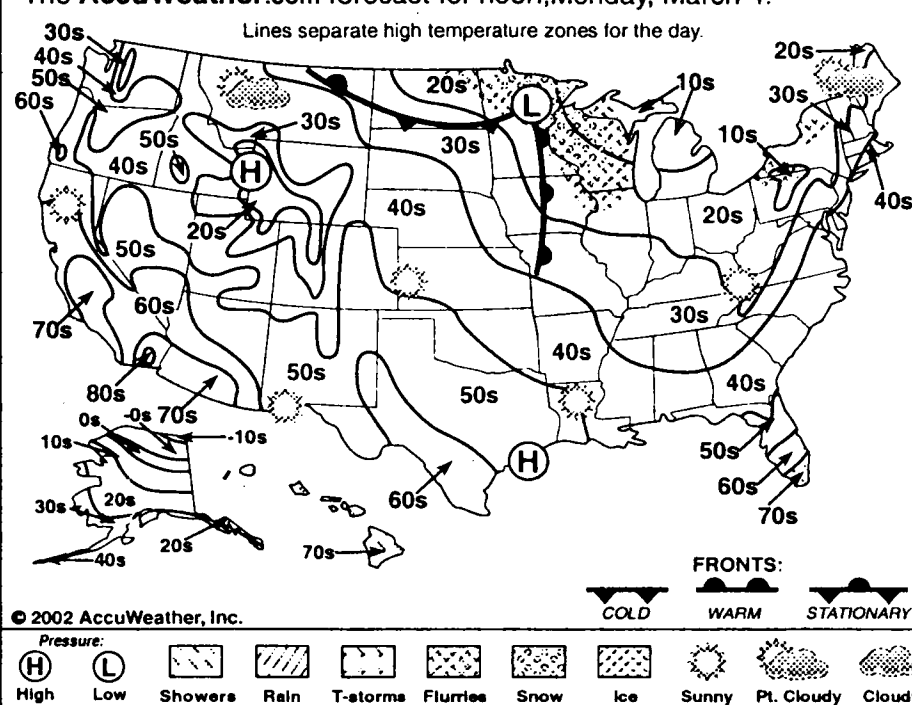 The AccuWeather.com forecast for noon, Monday, March 4.
Lines separate high temperature zones for the day.
30s
40s
50s
60s
20s
30s
10s
20s
30s
10s
40s
50s
40s
30s
H
L
20s
40s
20s
50s
60s
70s
80s
70s
50s
30s
40s
50s
40s
H
60s
50s
60s
70s
0s
-0s
-10s
10s
30s
20s
20s
40s
70s
FRONTS:
COLD
WARM
STATIONARY
© 2002 AccuWeather, Inc.
Pressure:
H
L
High
Low
Showers
Rain
T-storms
Flurries
Snow
Ice
Sunny
Pt. Cloudy